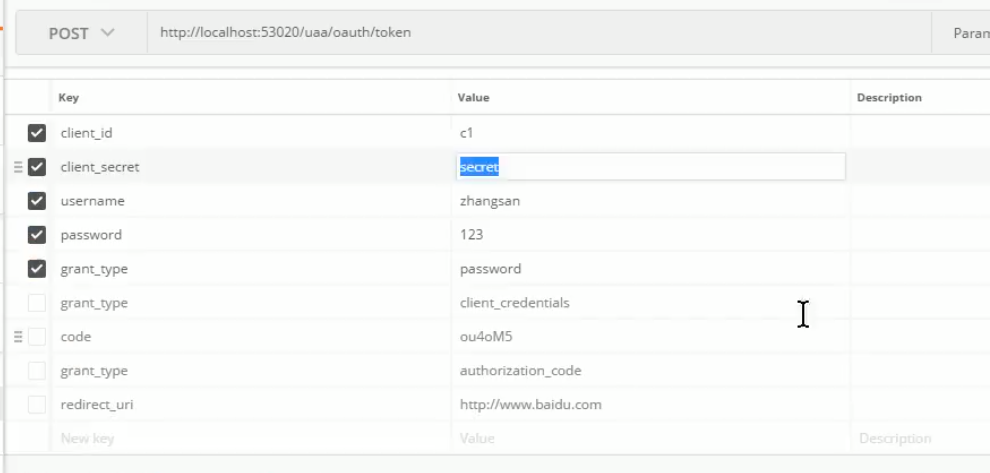 POST http://localhost:53020/uaa/oauth/token Param
Key Value Description
client_id c1
client_secret secret
username zhangsan
password 123
grant_type password
grant_type client_credentials
code ou4oM5
grant_type authorization_code
redirect_uri http://www.baidu.com
New key Value Description